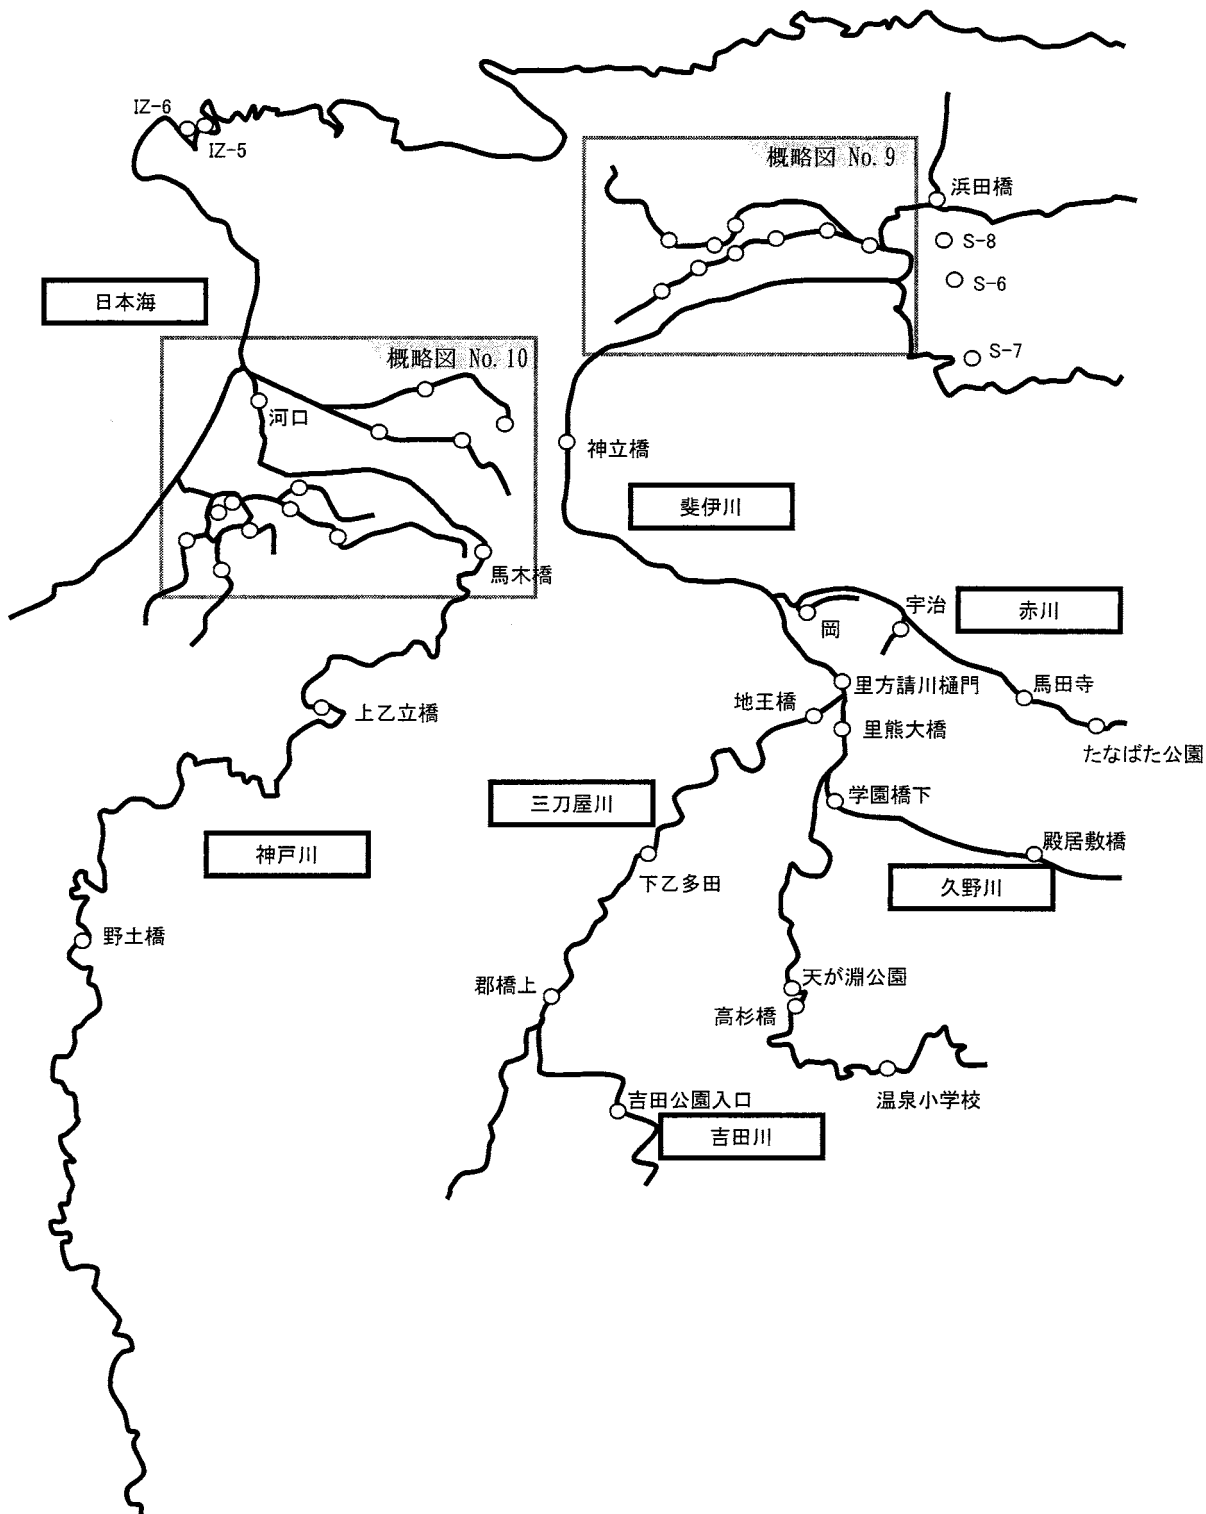 IZ-6
IZ-5
概略図 No. 9
浜田橋
S-8
S-6
S-7
日本海
概略図 No. 10
河口
神立橋
斐伊川
馬木橋
宇治
赤川
岡
里方請川樋門
馬田寺
地王橋
上乙立橋
里熊大橋
たなばた公園
三刀屋川
学園橋下
神戸川
殿居敷橋
下乙多田
久野川
野土橋
天が淵公園
郡橋上
高杉橋
吉田公園入口
温泉小学校
吉田川